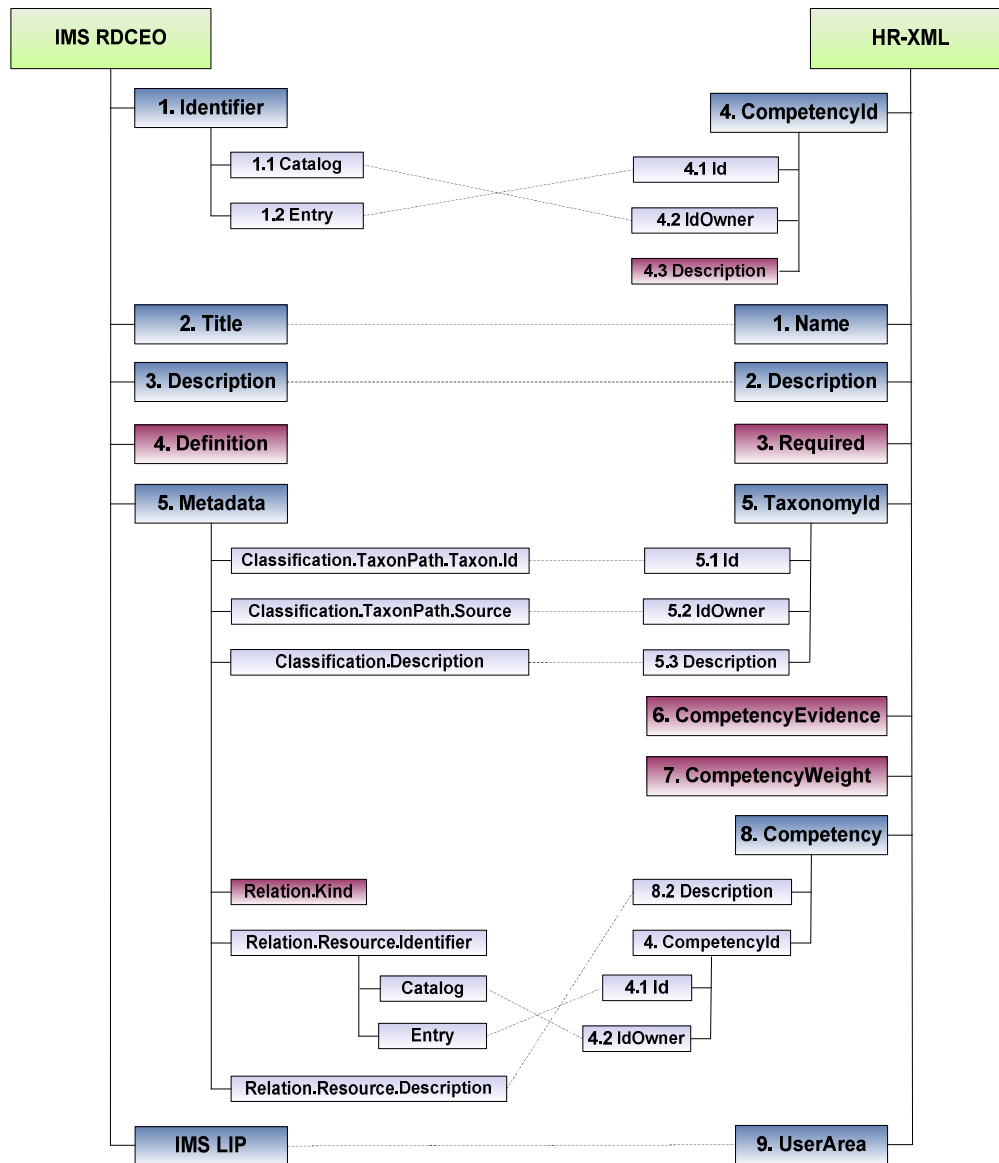 IMS RDCEO
HR-XML
1. Identifier
4. CompetencyId
1.1 Catalog
4.1 Id
1.2 Entry
4.2 IdOwner
4.3 Description
2. Title
1. Name
3. Description
2. Description
4. Definition
3. Required
5. Metadata
5. TaxonomyId
Classification.TaxonPath.Taxon.Id
5.1 Id
Classification.TaxonPath.Source
5.2 IdOwner
Classification.Description
5.3 Description
6. CompetencyEvidence
7. CompetencyWeight
8. Competency
Relation.Kind
8.2 Description
Relation.Resource.Identifier
4. CompetencyId
Catalog
4.1 Id
Entry
4.2 IdOwner
Relation.Resource.Description
IMS LIP
9. UserArea